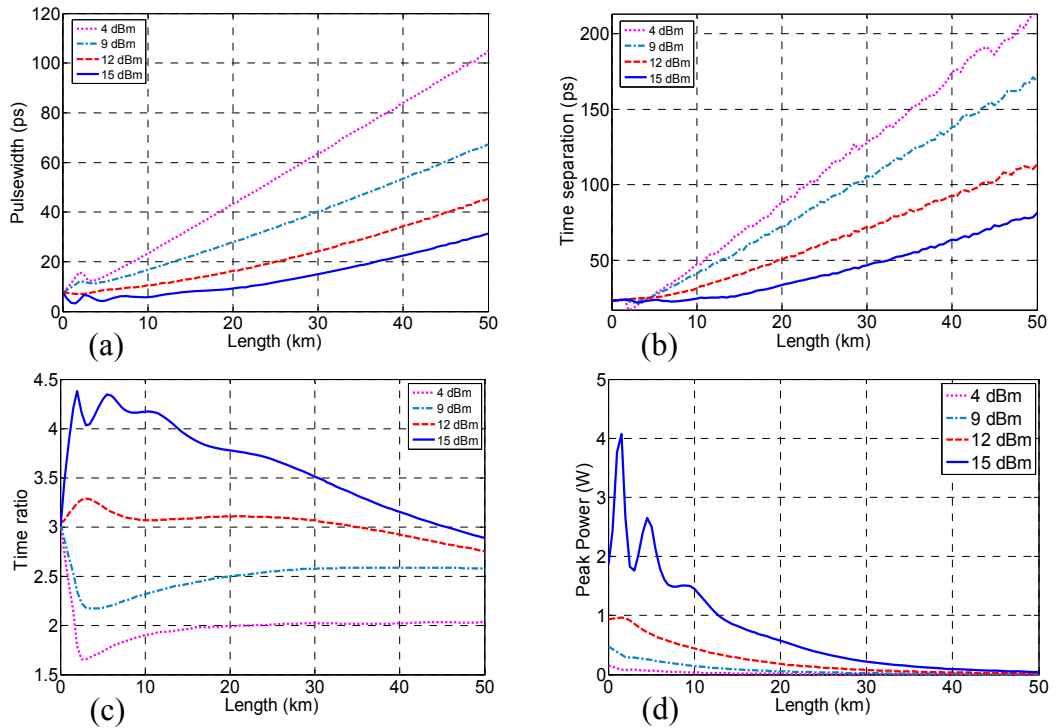 120
100
80
60
40
20
0
0 10 20 30 40 50
Pulsewidth (ps)
Length (km)
4 dBm
9 dBm
12 dBm
15 dBm
(a)
200
150
100
50
0 10 20 30 40 50
Time separation (ps)
Length (km)
4 dBm
9 dBm
12 dBm
15 dBm
(b)
4.5
4
3.5
3
2.5
2
1.5
0 10 20 30 40 50
Time ratio
Length (km)
4 dBm
9 dBm
12 dBm
15 dBm
(c)
5
4
3
2
1
0
0 10 20 30 40 50
Peak Power (W)
Length (km)
4 dBm
9 dBm
12 dBm
15 dBm
(d)